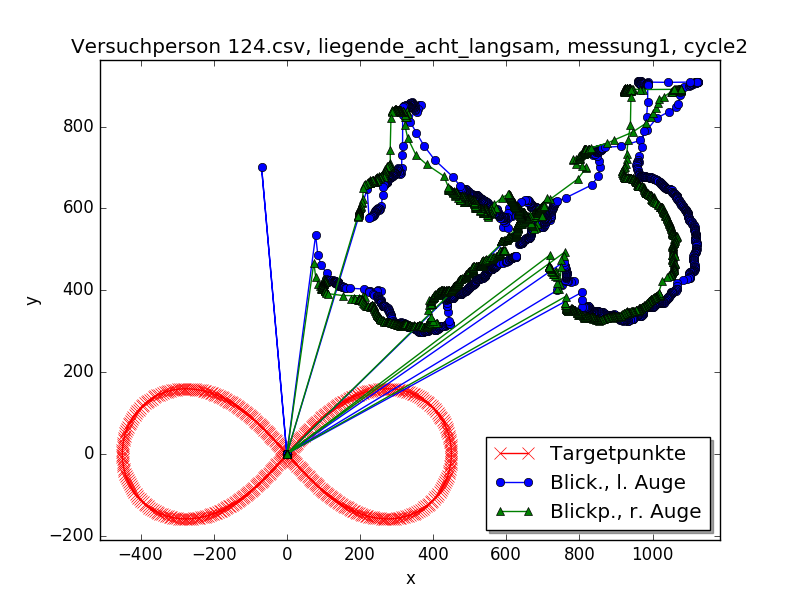 Versuchperson 124.csv, liegende_acht_langsam, messung1, cycle2
y
800
600
400
200
0
−200
−400
−200
0
200
400
600
800
1000
x
Targetpunkte
Blick., l. Auge
Blickp., r. Auge